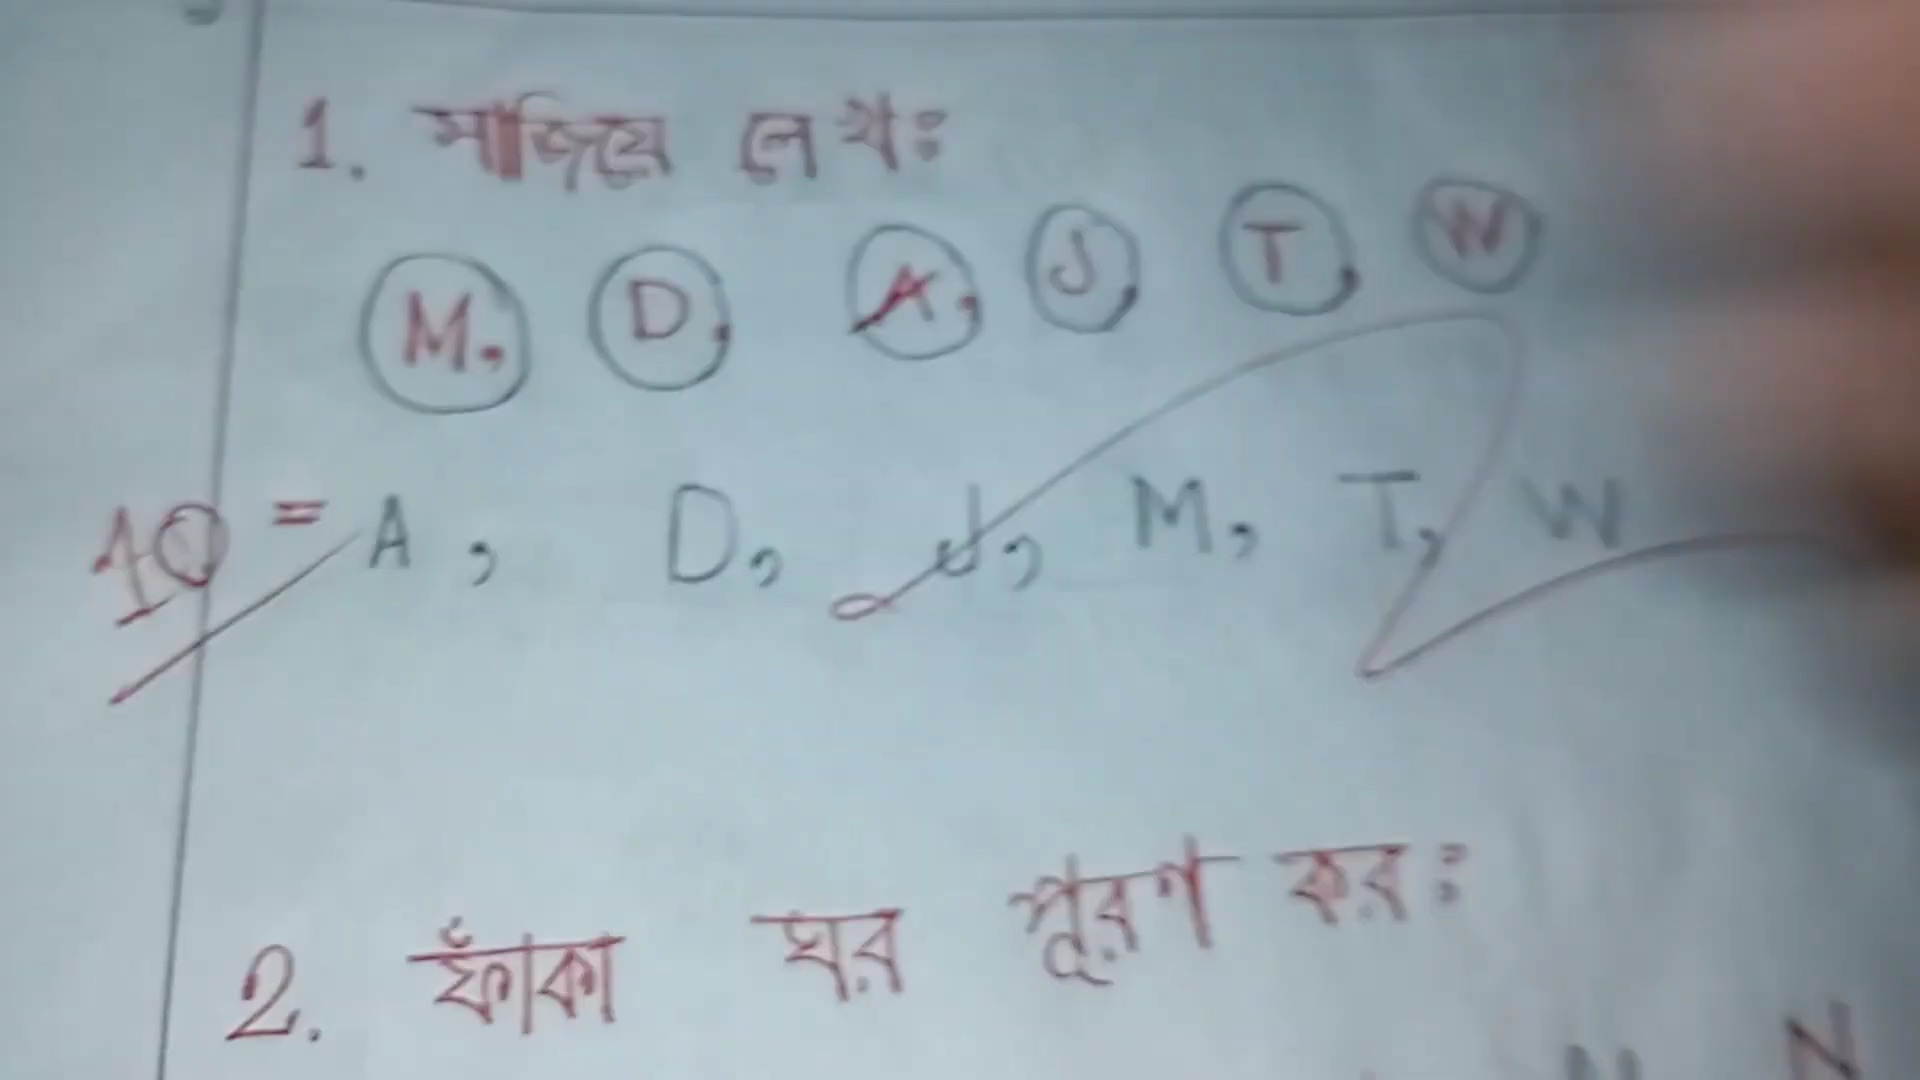 1. সাজিয়ে লেখঃ
M, D, A, J, T, W
10 = A, D, J, M, T, W
2. ফাঁকা ঘর পূরণ করঃ
N